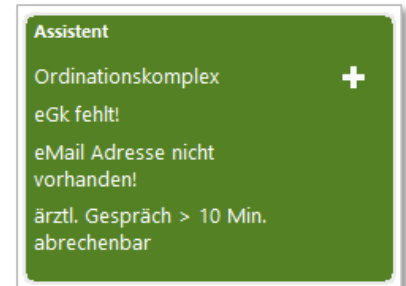 Assistent
Ordinationskomplex
eGk fehlt!
eMail Adresse nicht
vorhanden!
ärztl. Gespräch > 10 Min.
abrechenbar